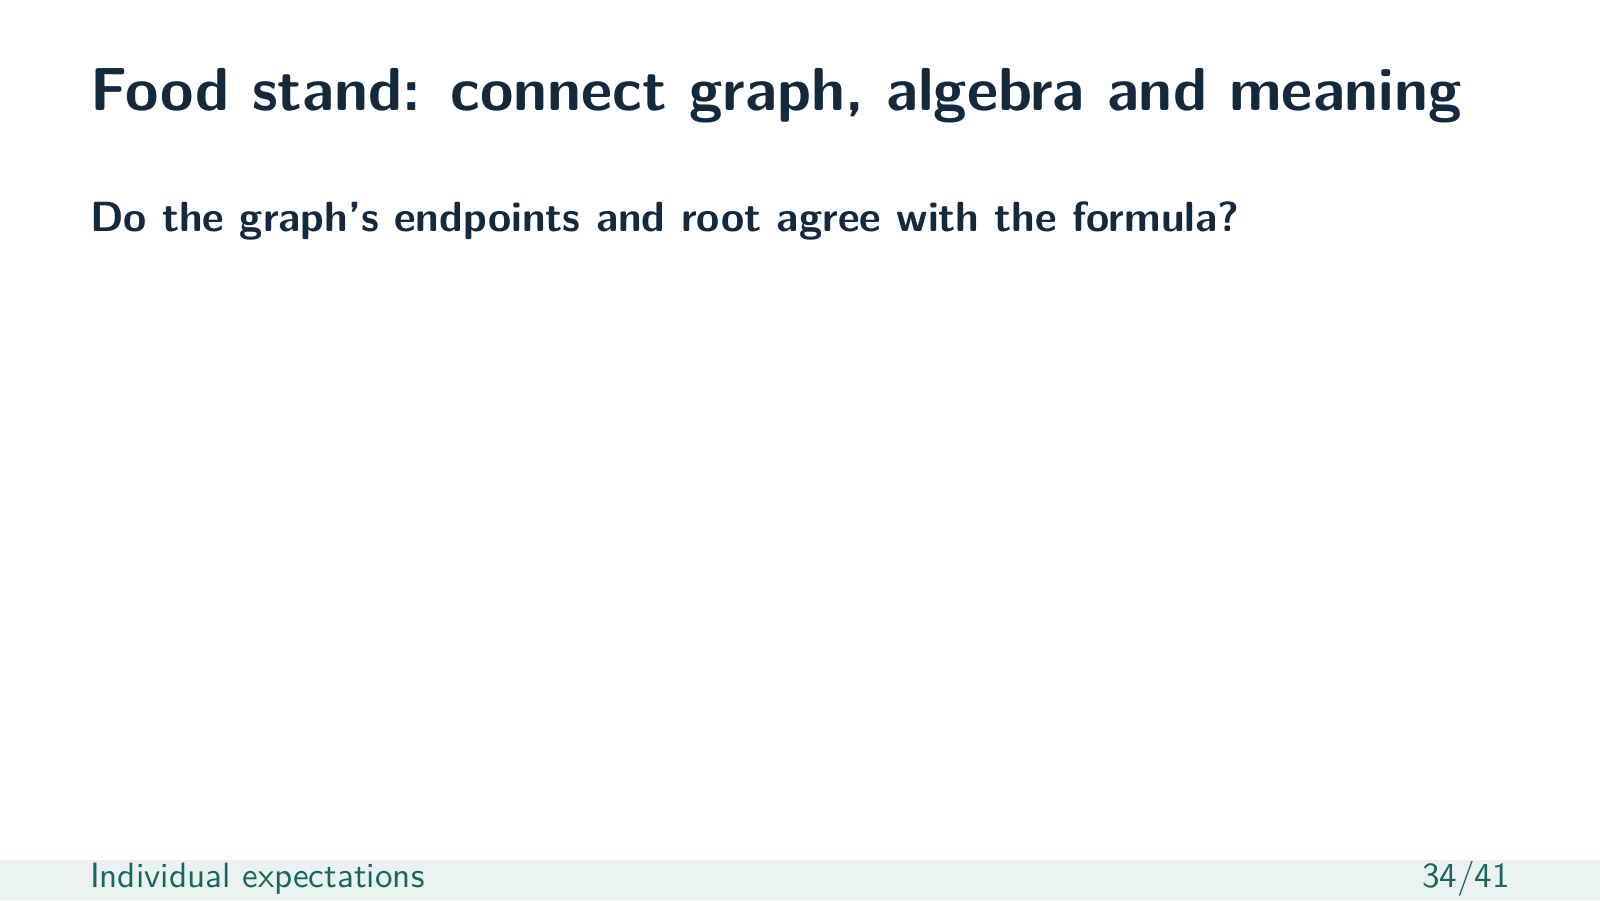 Food stand: connect graph, algebra and meaning
Do the graph’s endpoints and root agree with the formula?
Individual expectations
34/41